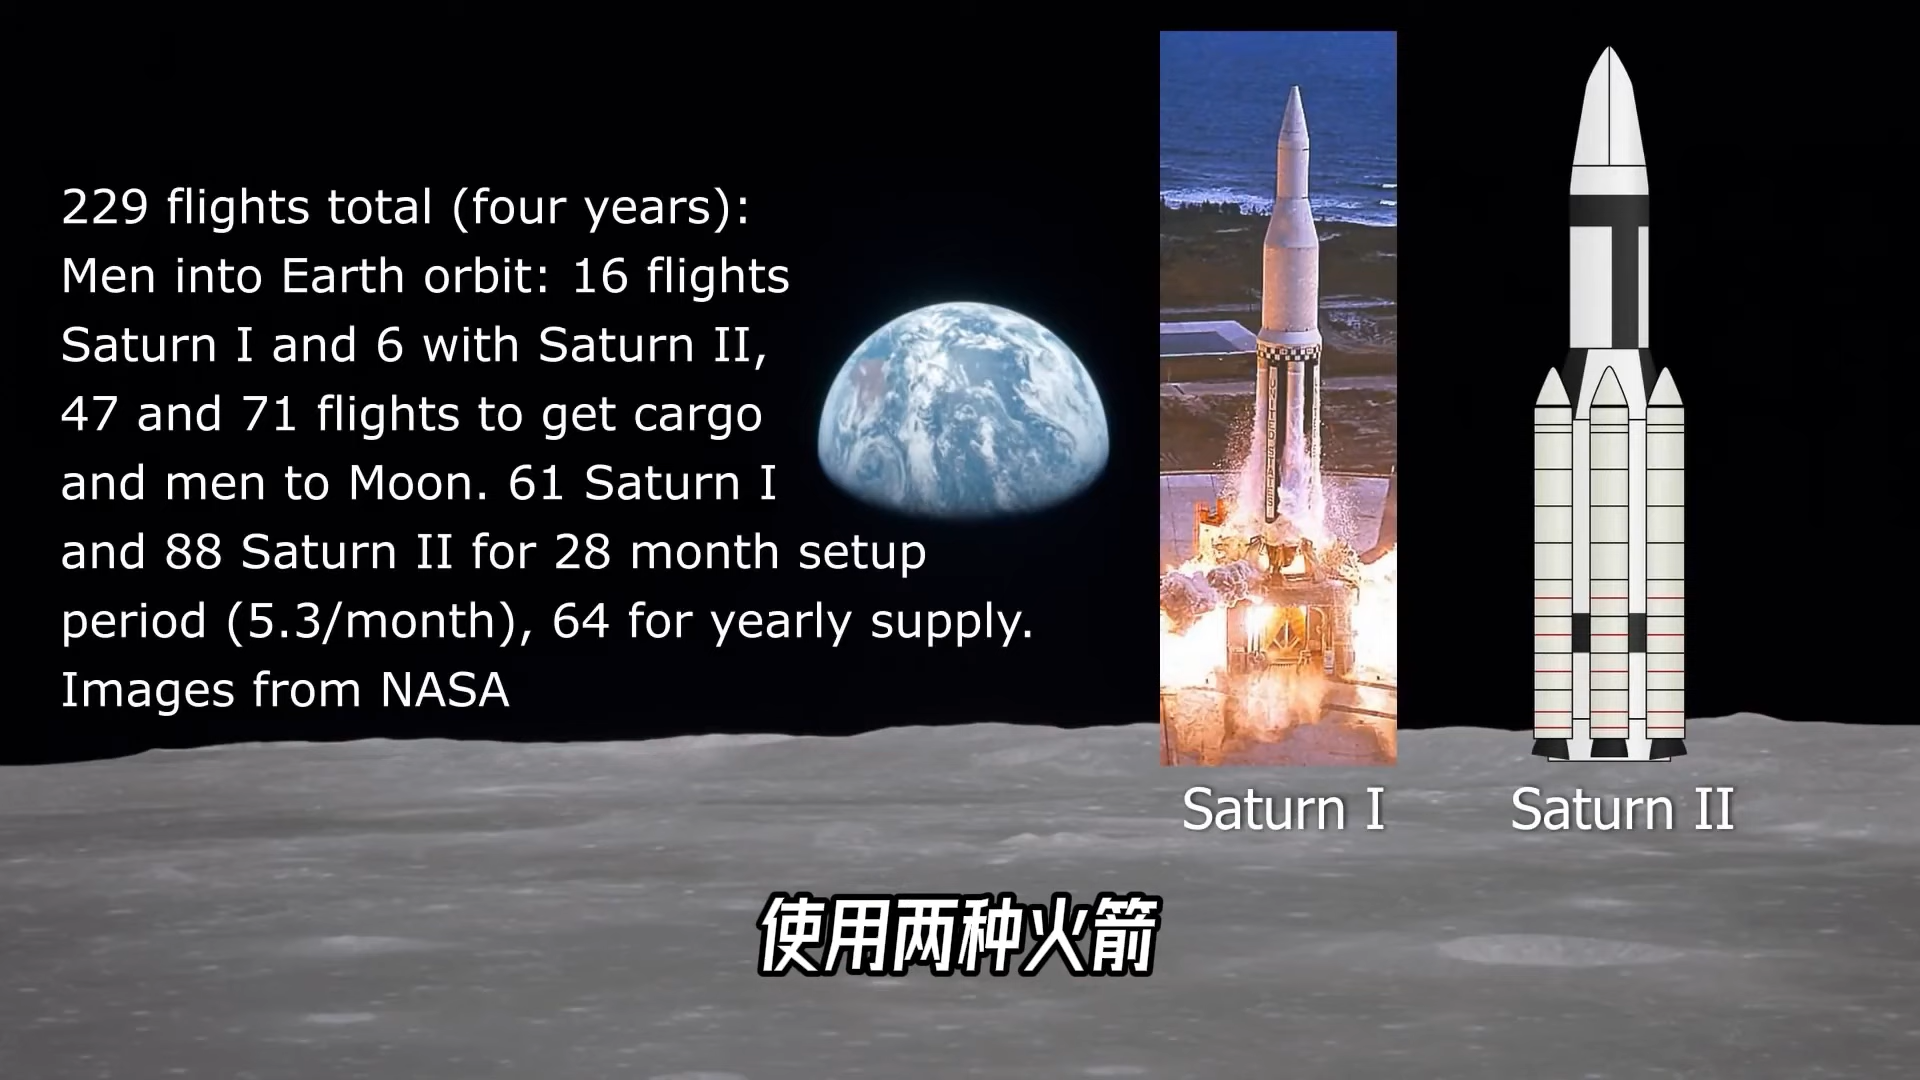 229 flights total (four years):
Men into Earth orbit: 16 flights
Saturn I and 6 with Saturn II,
47 and 71 flights to get cargo
and men to Moon. 61 Saturn I
and 88 Saturn II for 28 month setup
period (5.3/month), 64 for yearly supply.
Images from NASA
UNITED STATES
Saturn I
Saturn II
使用两种火箭